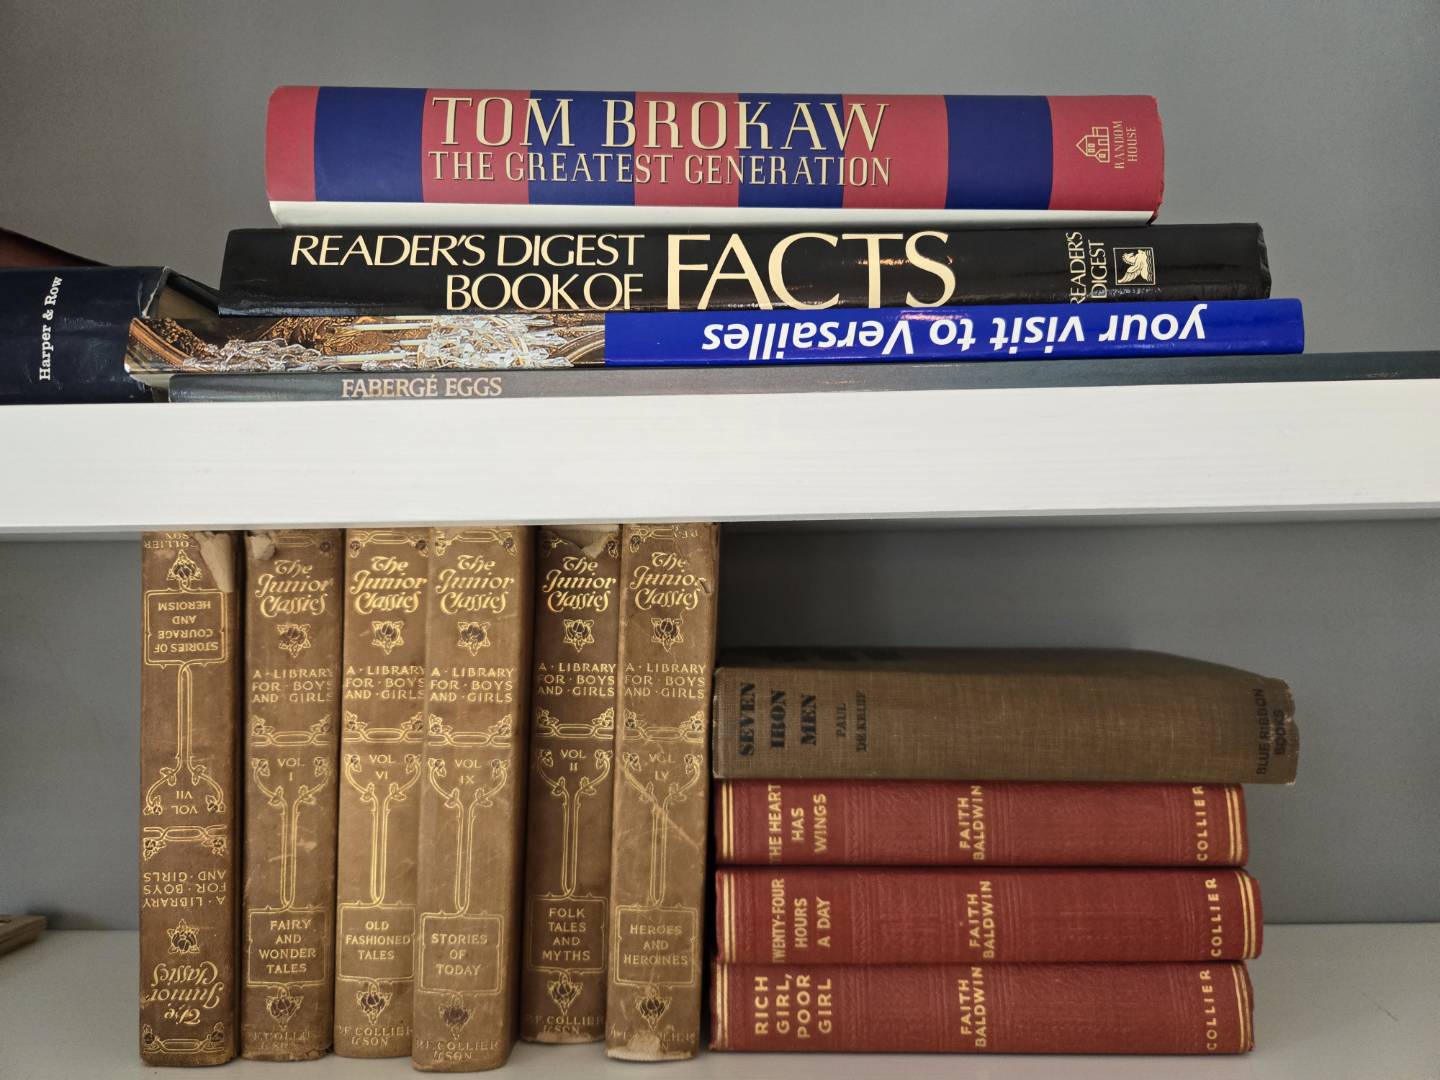 TOM BROKAW
THE GREATEST GENERATION
RANDOM
HOUSE
READER'S DIGEST
BOOK OF
FACTS
READER'S
DIGEST
Harper & Row
your visit to Versailles
FABERGÉ EGGS
The
Junior
Classics
A·LIBRARY
FOR·BOYS
AND·GIRLS
VOL
VII
STORIES OF
COURAGE
AND
HEROISM
COLLIER
& SON
The
Junior
Classics
A·LIBRARY
FOR·BOYS
AND·GIRLS
VOL
I
FAIRY
AND
WONDER
TALES
P.F. COLLIER
& SON
The
Junior
Classics
A·LIBRARY
FOR·BOYS
AND·GIRLS
VOL
VI
OLD
FASHIONED
TALES
P.F. COLLIER
& SON
The
Junior
Classics
A·LIBRARY
FOR·BOYS
AND·GIRLS
VOL
IX
STORIES
OF
TODAY
P.F. COLLIER
& SON
The
Junior
Classics
A·LIBRARY
FOR·BOYS
AND·GIRLS
VOL
II
FOLK
TALES
AND
MYTHS
P.F. COLLIER
& SON
The
Junior
Classics
A·LIBRARY
FOR·BOYS
AND·GIRLS
VOL
IV
HEROES
AND
HEROINES
SEVEN
IRON
MEN
PAUL
DE KRUIF
BLUE RIBBON
BOOKS
THE HEART
HAS
WINGS
FAITH
BALDWIN
COLLIER
TWENTY-FOUR
HOURS
A DAY
FAITH
BALDWIN
COLLIER
RICH
GIRL,
POOR
GIRL
FAITH
BALDWIN
COLLIER